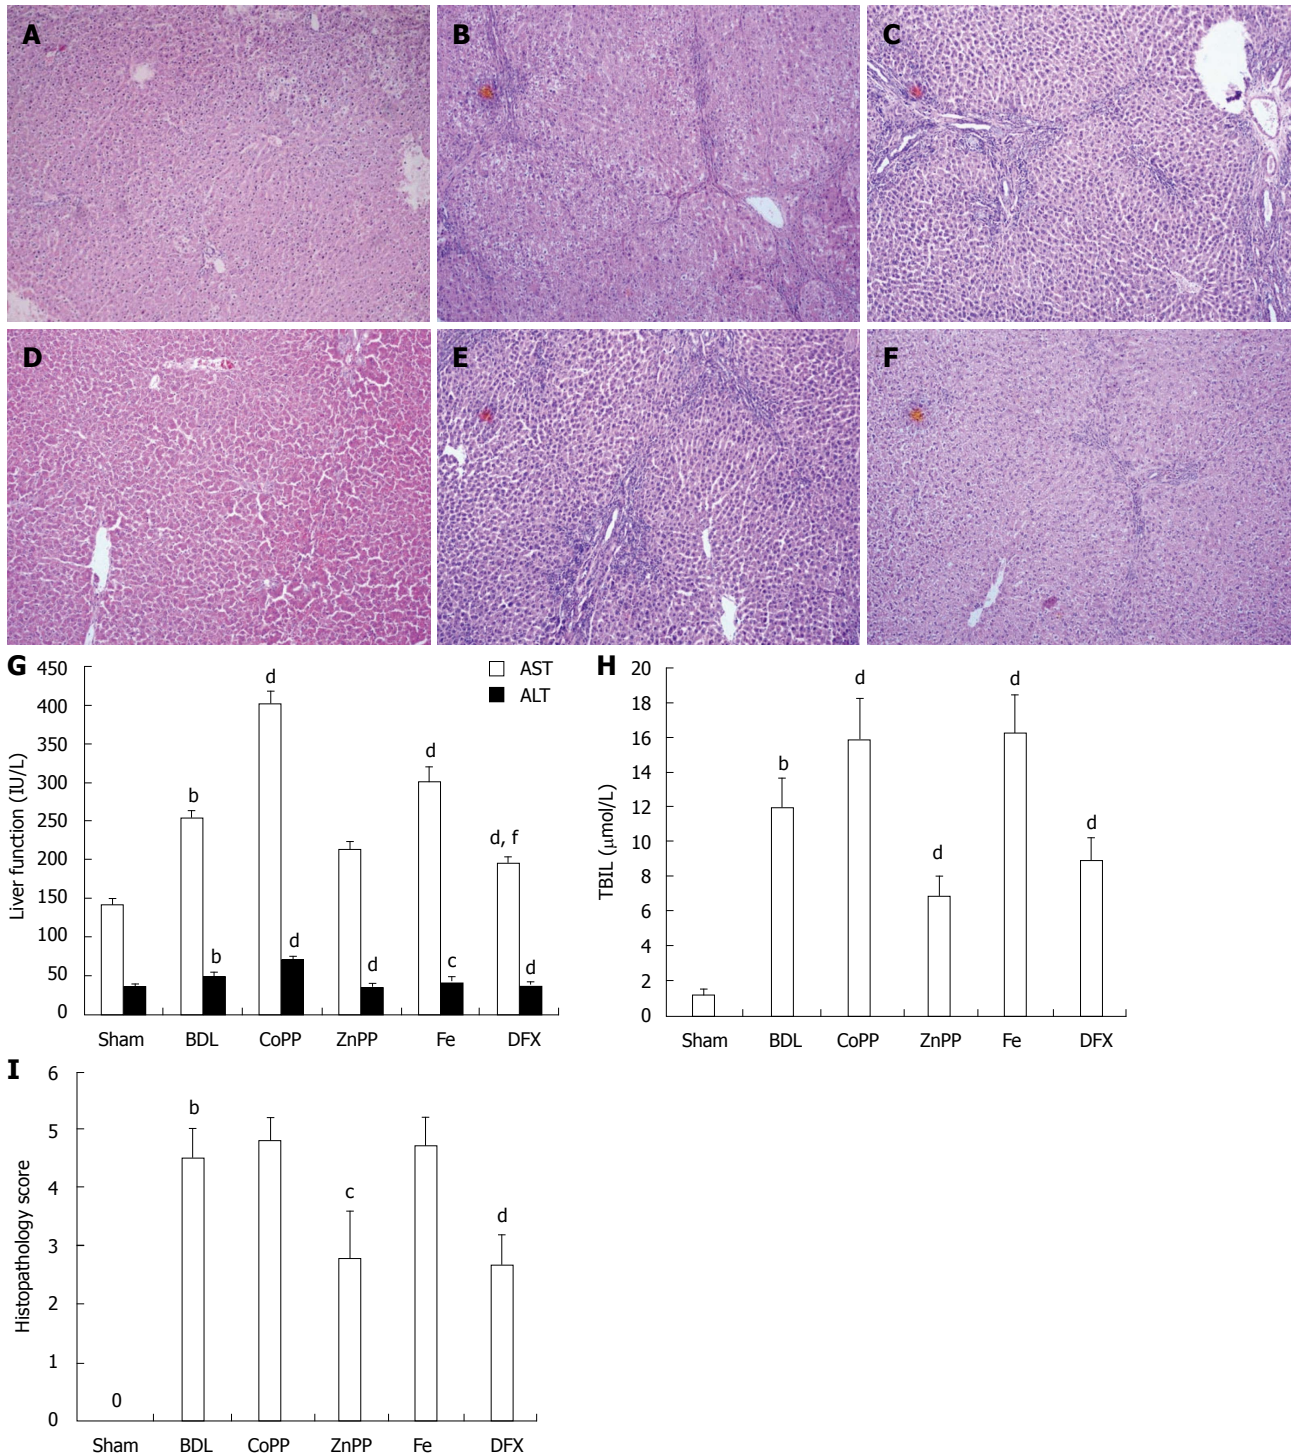 A
B
C
D
E
F
G
450
400
350
300
250
200
150
100
50
0
Liver function (IU/L)
AST
ALT
b
b
d
d
d
d
c
d, f
d
Sham BDL CoPP ZnPP Fe DFX
H
20
18
16
14
12
10
8
6
4
2
0
TBIL (μmol/L)
b
d
d
d
d
Sham BDL CoPP ZnPP Fe DFX
I
6
5
4
3
2
1
0
Histopathology score
0
b
c
d
Sham BDL CoPP ZnPP Fe DFX